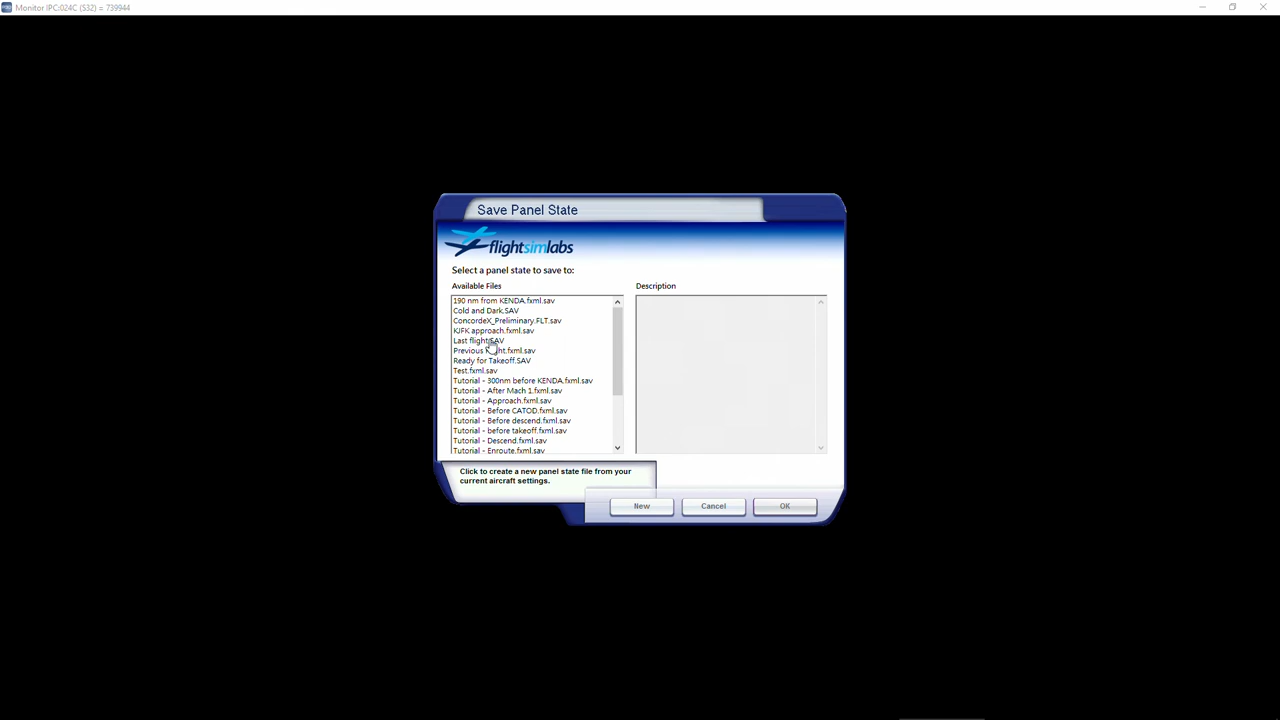 Monitor IPC:024C (S32) = 739944
Save Panel State
flightsimlabs
Select a panel state to save to:
Available Files
Description
190 nm from KENDA.fxml.sav
Cold and Dark.SAV
ConcordeX_Preliminary.FLT.sav
KJFK approach.fxml.sav
Last flight.SAV
Previous flight.fxml.sav
Ready for Takeoff.SAV
Test.fxml.sav
Tutorial - 300nm before KENDA.fxml.sav
Tutorial - After Mach 1.fxml.sav
Tutorial - Approach.fxml.sav
Tutorial - Before CATOD.fxml.sav
Tutorial - Before descend.fxml.sav
Tutorial - before takeoff.fxml.sav
Tutorial - Descend.fxml.sav
Tutorial - Enroute.fxml.sav
Click to create a new panel state file from your
current aircraft settings.
New
Cancel
OK